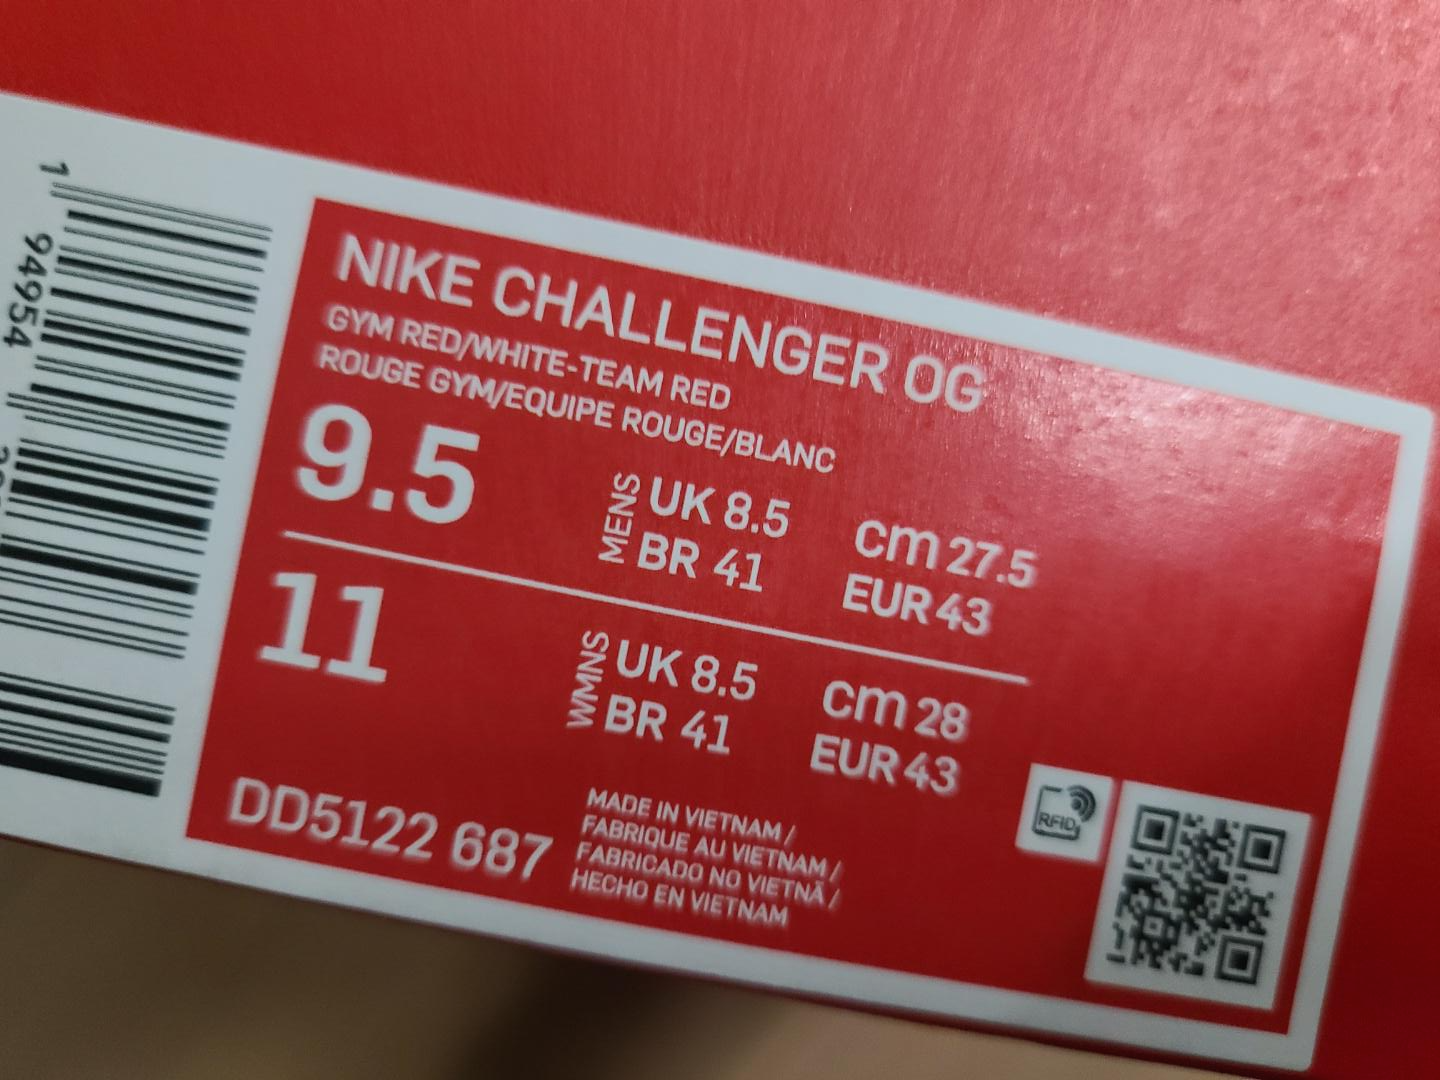 1 94954
NIKE CHALLENGER OG
GYM RED/WHITE-TEAM RED
ROUGE GYM/EQUIPE ROUGE/BLANC
9.5
MENS
UK 8.5
cm 27.5
BR 41
EUR 43
11
WMNS
UK 8.5
cm 28
BR 41
EUR 43
DD5122 687
MADE IN VIETNAM /
FABRIQUE AU VIETNAM /
FABRICADO NO VIETNÃ /
HECHO EN VIETNAM
RFID